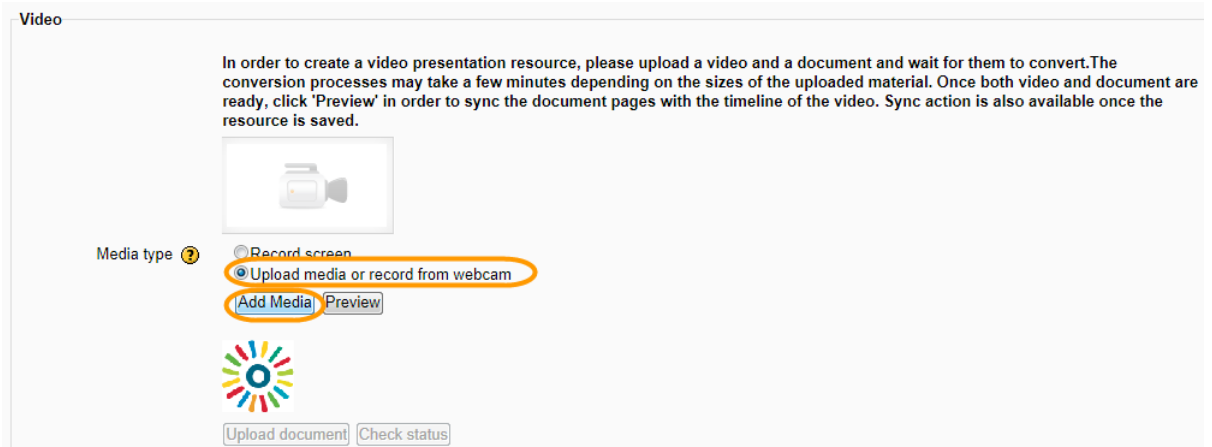 Video
In order to create a video presentation resource, please upload a video and a document and wait for them to convert.The
conversion processes may take a few minutes depending on the sizes of the uploaded material. Once both video and document are
ready, click 'Preview' in order to sync the document pages with the timeline of the video. Sync action is also available once the
resource is saved.
Media type ?
Record screen
Upload media or record from webcam
Add Media Preview
Upload document Check status